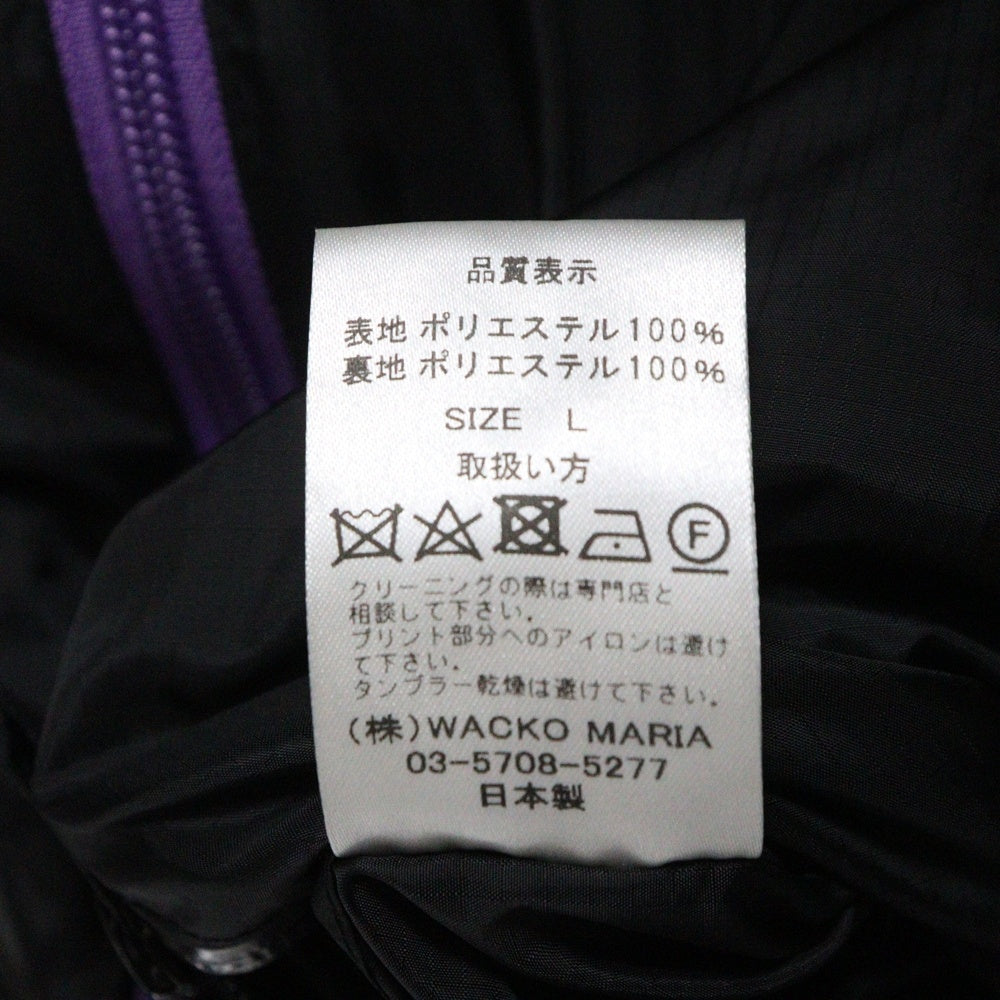 品質表示
表地 ポリエステル100%
裏地 ポリエステル100%
SIZE L
取扱い方
F
クリーニングの際は専門店と
相談して下さい.
プリント部分へのアイロンは避け
て下さい.
タンブラー乾燥は避けて下さい.
(株)WACKO MARIA
03-5708-5277
日本製